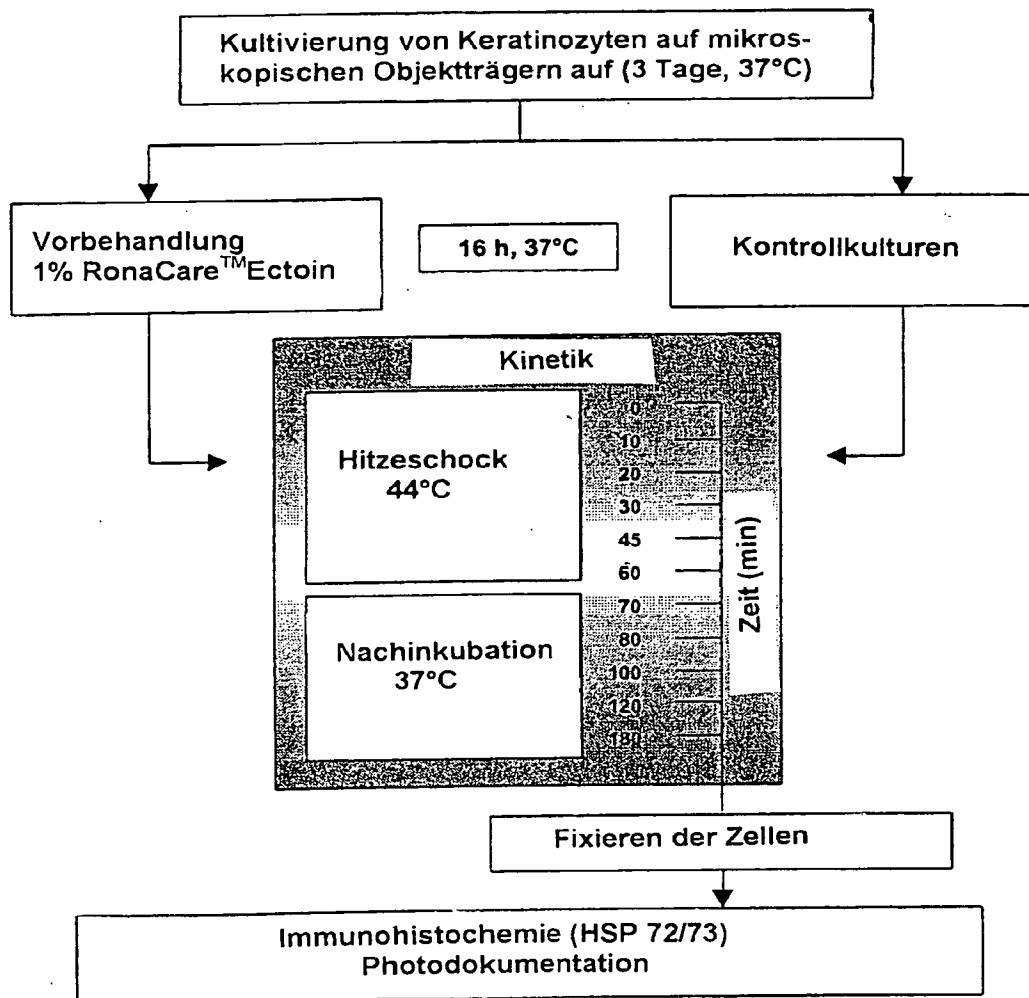 Kultivierung von Keratinozyten auf mikros-
kopischen Objektträgern auf (3 Tage, 37°C)
Vorbehandlung
1% RonaCare™Ectoin
16 h, 37°C
Kontrollkulturen
Kinetik
Hitzeschock
44°C
0
10
20
30
45
60
70
80
100
120
180
Zeit (min)
Nachinkubation
37°C
Fixieren der Zellen
Immunohistochemie (HSP 72/73)
Photodokumentation